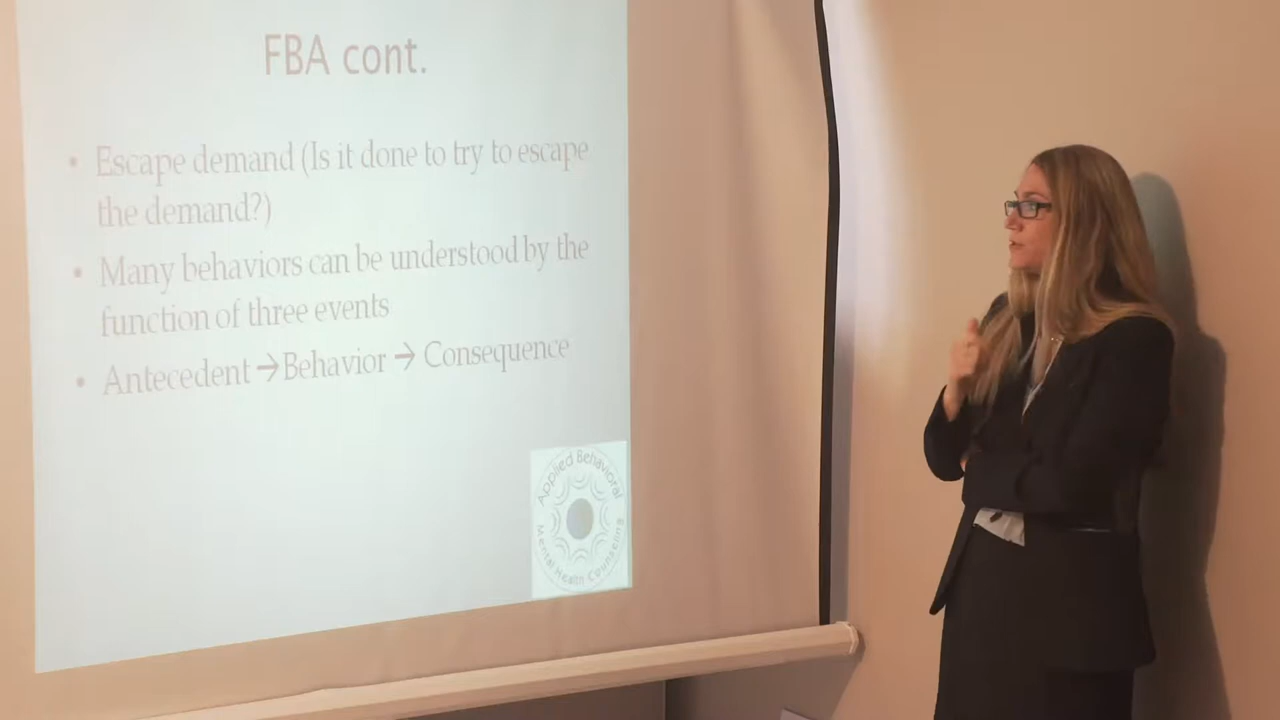 FBA cont.
• Escape demand (Is it done to try to escape
the demand?)
• Many behaviors can be understood by the
function of three events
• Antecedent → Behavior → Consequence
Applied Behavioral
Mental Health Counseling